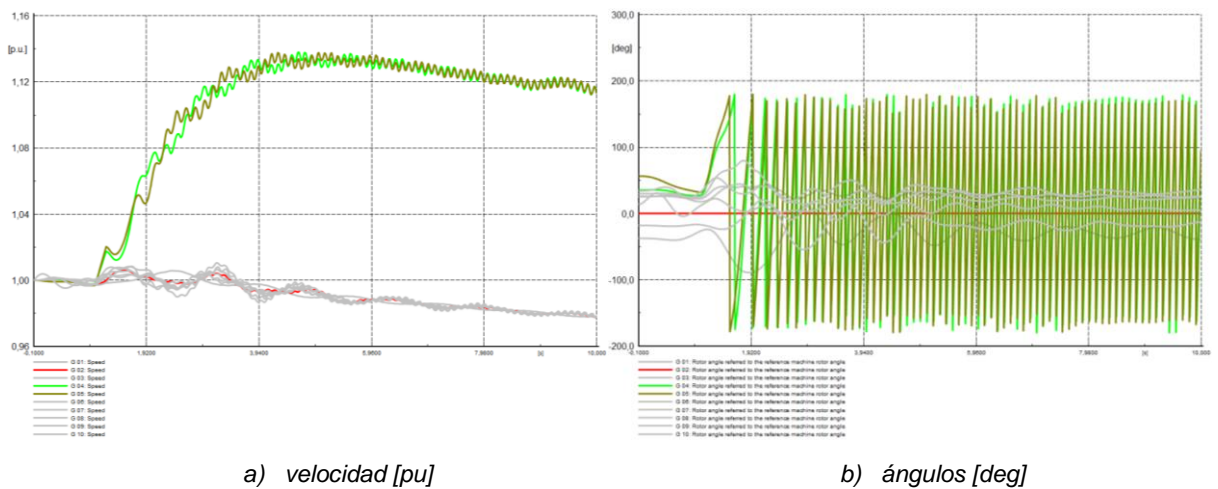 1,16
[p.u.]
1,12
1,08
1,04
1,00
0,96
-0,1000
1,9200
3,9400
5,9600
7,9800
[s]
10,000
G 01: Speed
G 02: Speed
G 03: Speed
G 04: Speed
G 05: Speed
G 06: Speed
G 07: Speed
G 08: Speed
G 09: Speed
G 10: Speed
a) velocidad [pu]
300,0
[deg]
200,0
100,0
0,0
-100,0
-200,0
-0,1000
1,9200
3,9400
5,9600
7,9800
[s]
10,000
G 01: Rotor angle referred to the reference machine rotor angle
G 02: Rotor angle referred to the reference machine rotor angle
G 03: Rotor angle referred to the reference machine rotor angle
G 04: Rotor angle referred to the reference machine rotor angle
G 05: Rotor angle referred to the reference machine rotor angle
G 06: Rotor angle referred to the reference machine rotor angle
G 07: Rotor angle referred to the reference machine rotor angle
G 08: Rotor angle referred to the reference machine rotor angle
G 09: Rotor angle referred to the reference machine rotor angle
G 10: Rotor angle referred to the reference machine rotor angle
b) ángulos [deg]